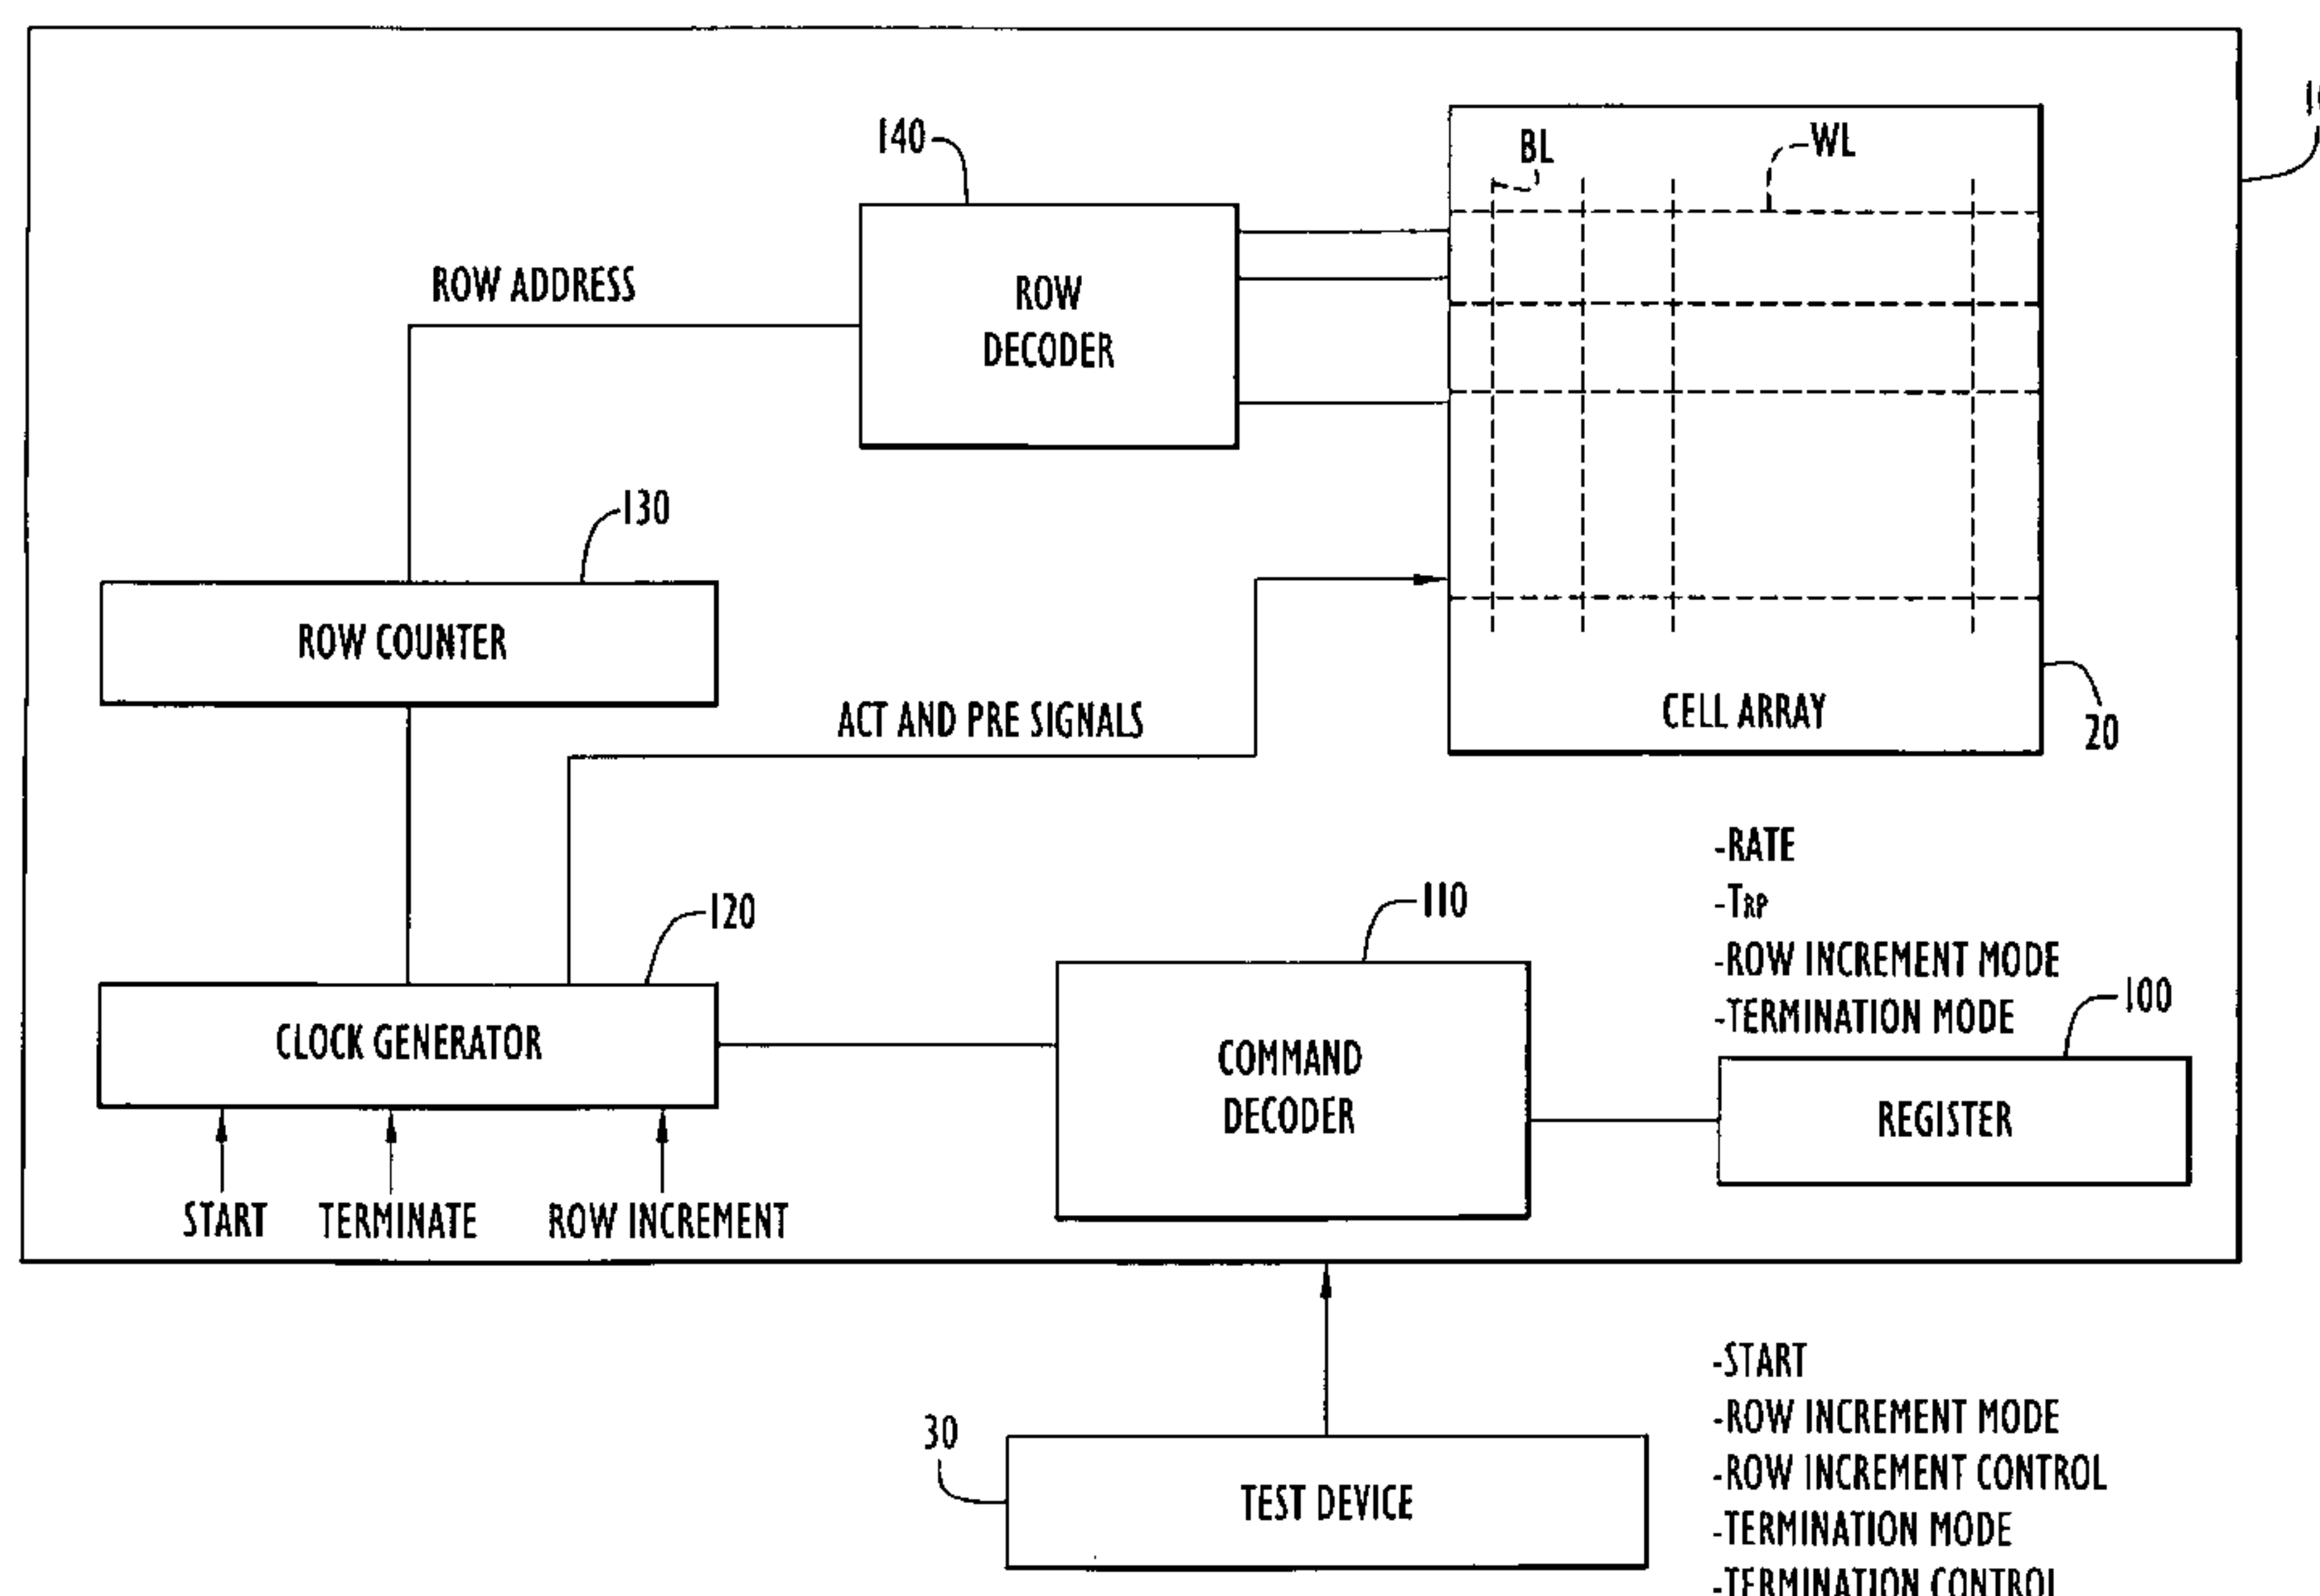 140
BL
WL
ROW ADDRESS
ROW
DECODER
130
ROW COUNTER
ACT AND PRE SIGNALS
CELL ARRAY
20
-RATE
-TRP
-ROW INCREMENT MODE
-TERMINATION MODE
120
110
100
CLOCK GENERATOR
COMMAND
DECODER
REGISTER
START
TERMINATE
ROW INCREMENT
-START
-ROW INCREMENT MODE
-ROW INCREMENT CONTROL
-TERMINATION MODE
-TERMINATION CONTROL
30
TEST DEVICE